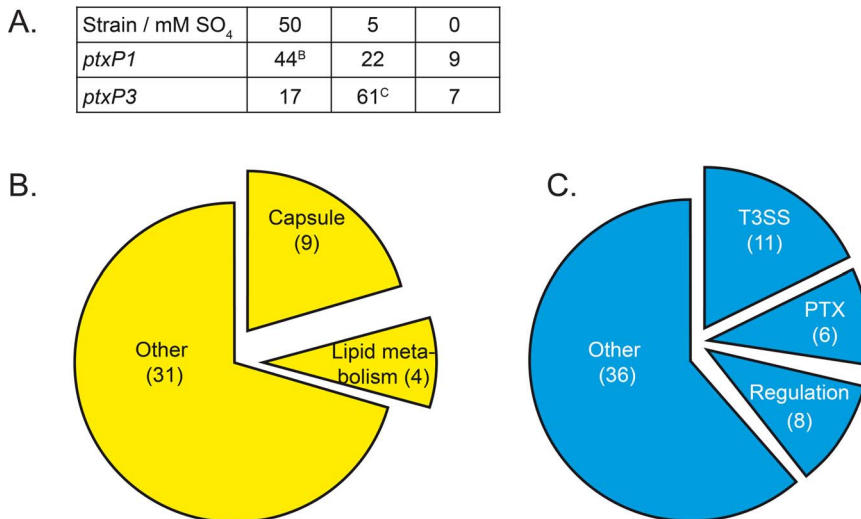 A.
Strain / mM SO4 50 5 0
ptxP1 44B 22 9
ptxP3 17 61C 7
B.
Capsule
(9)
Other
(31)
Lipid meta-
bolism (4)
C.
T3SS
(11)
PTX
(6)
Other
(36)
Regulation
(8)